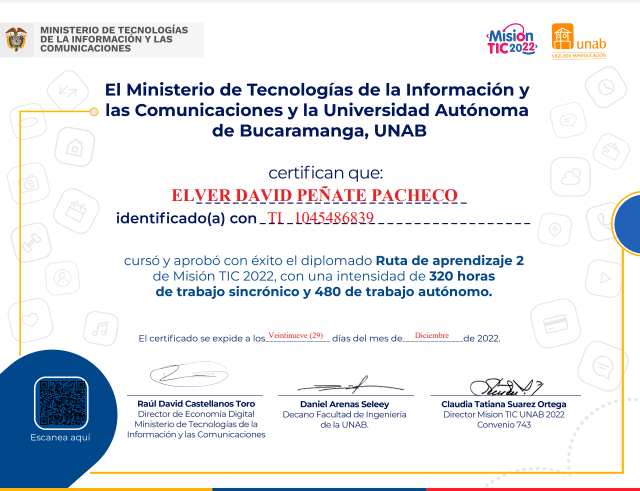 MINISTERIO DE TECNOLOGÍAS
DE LA INFORMACIÓN Y LAS
COMUNICACIONES
Misión
TIC 2022
unab
VIGILADA MINEDUCACIÓN
El Ministerio de Tecnologías de la Información y
las Comunicaciones y la Universidad Autónoma
de Bucaramanga, UNAB
certifican que:
ELVER DAVID PEÑATE PACHECO
identificado(a) con TI 1045486839
cursó y aprobó con éxito el diplomado Ruta de aprendizaje 2
de Misión TIC 2022, con una intensidad de 320 horas
de trabajo sincrónico y 480 de trabajo autónomo.
El certificado se expide a los Veintinueve (29) días del mes de Diciembre de 2022.
Raúl David Castellanos Toro
Director de Economía Digital
Ministerio de Tecnologías de la
Información y las Comunicaciones
Daniel Arenas Seleey
Decano Facultad de Ingeniería
de la UNAB.
Claudia Tatiana Suarez Ortega
Director Mision TIC UNAB 2022
Convenio 743
Escanea aquí